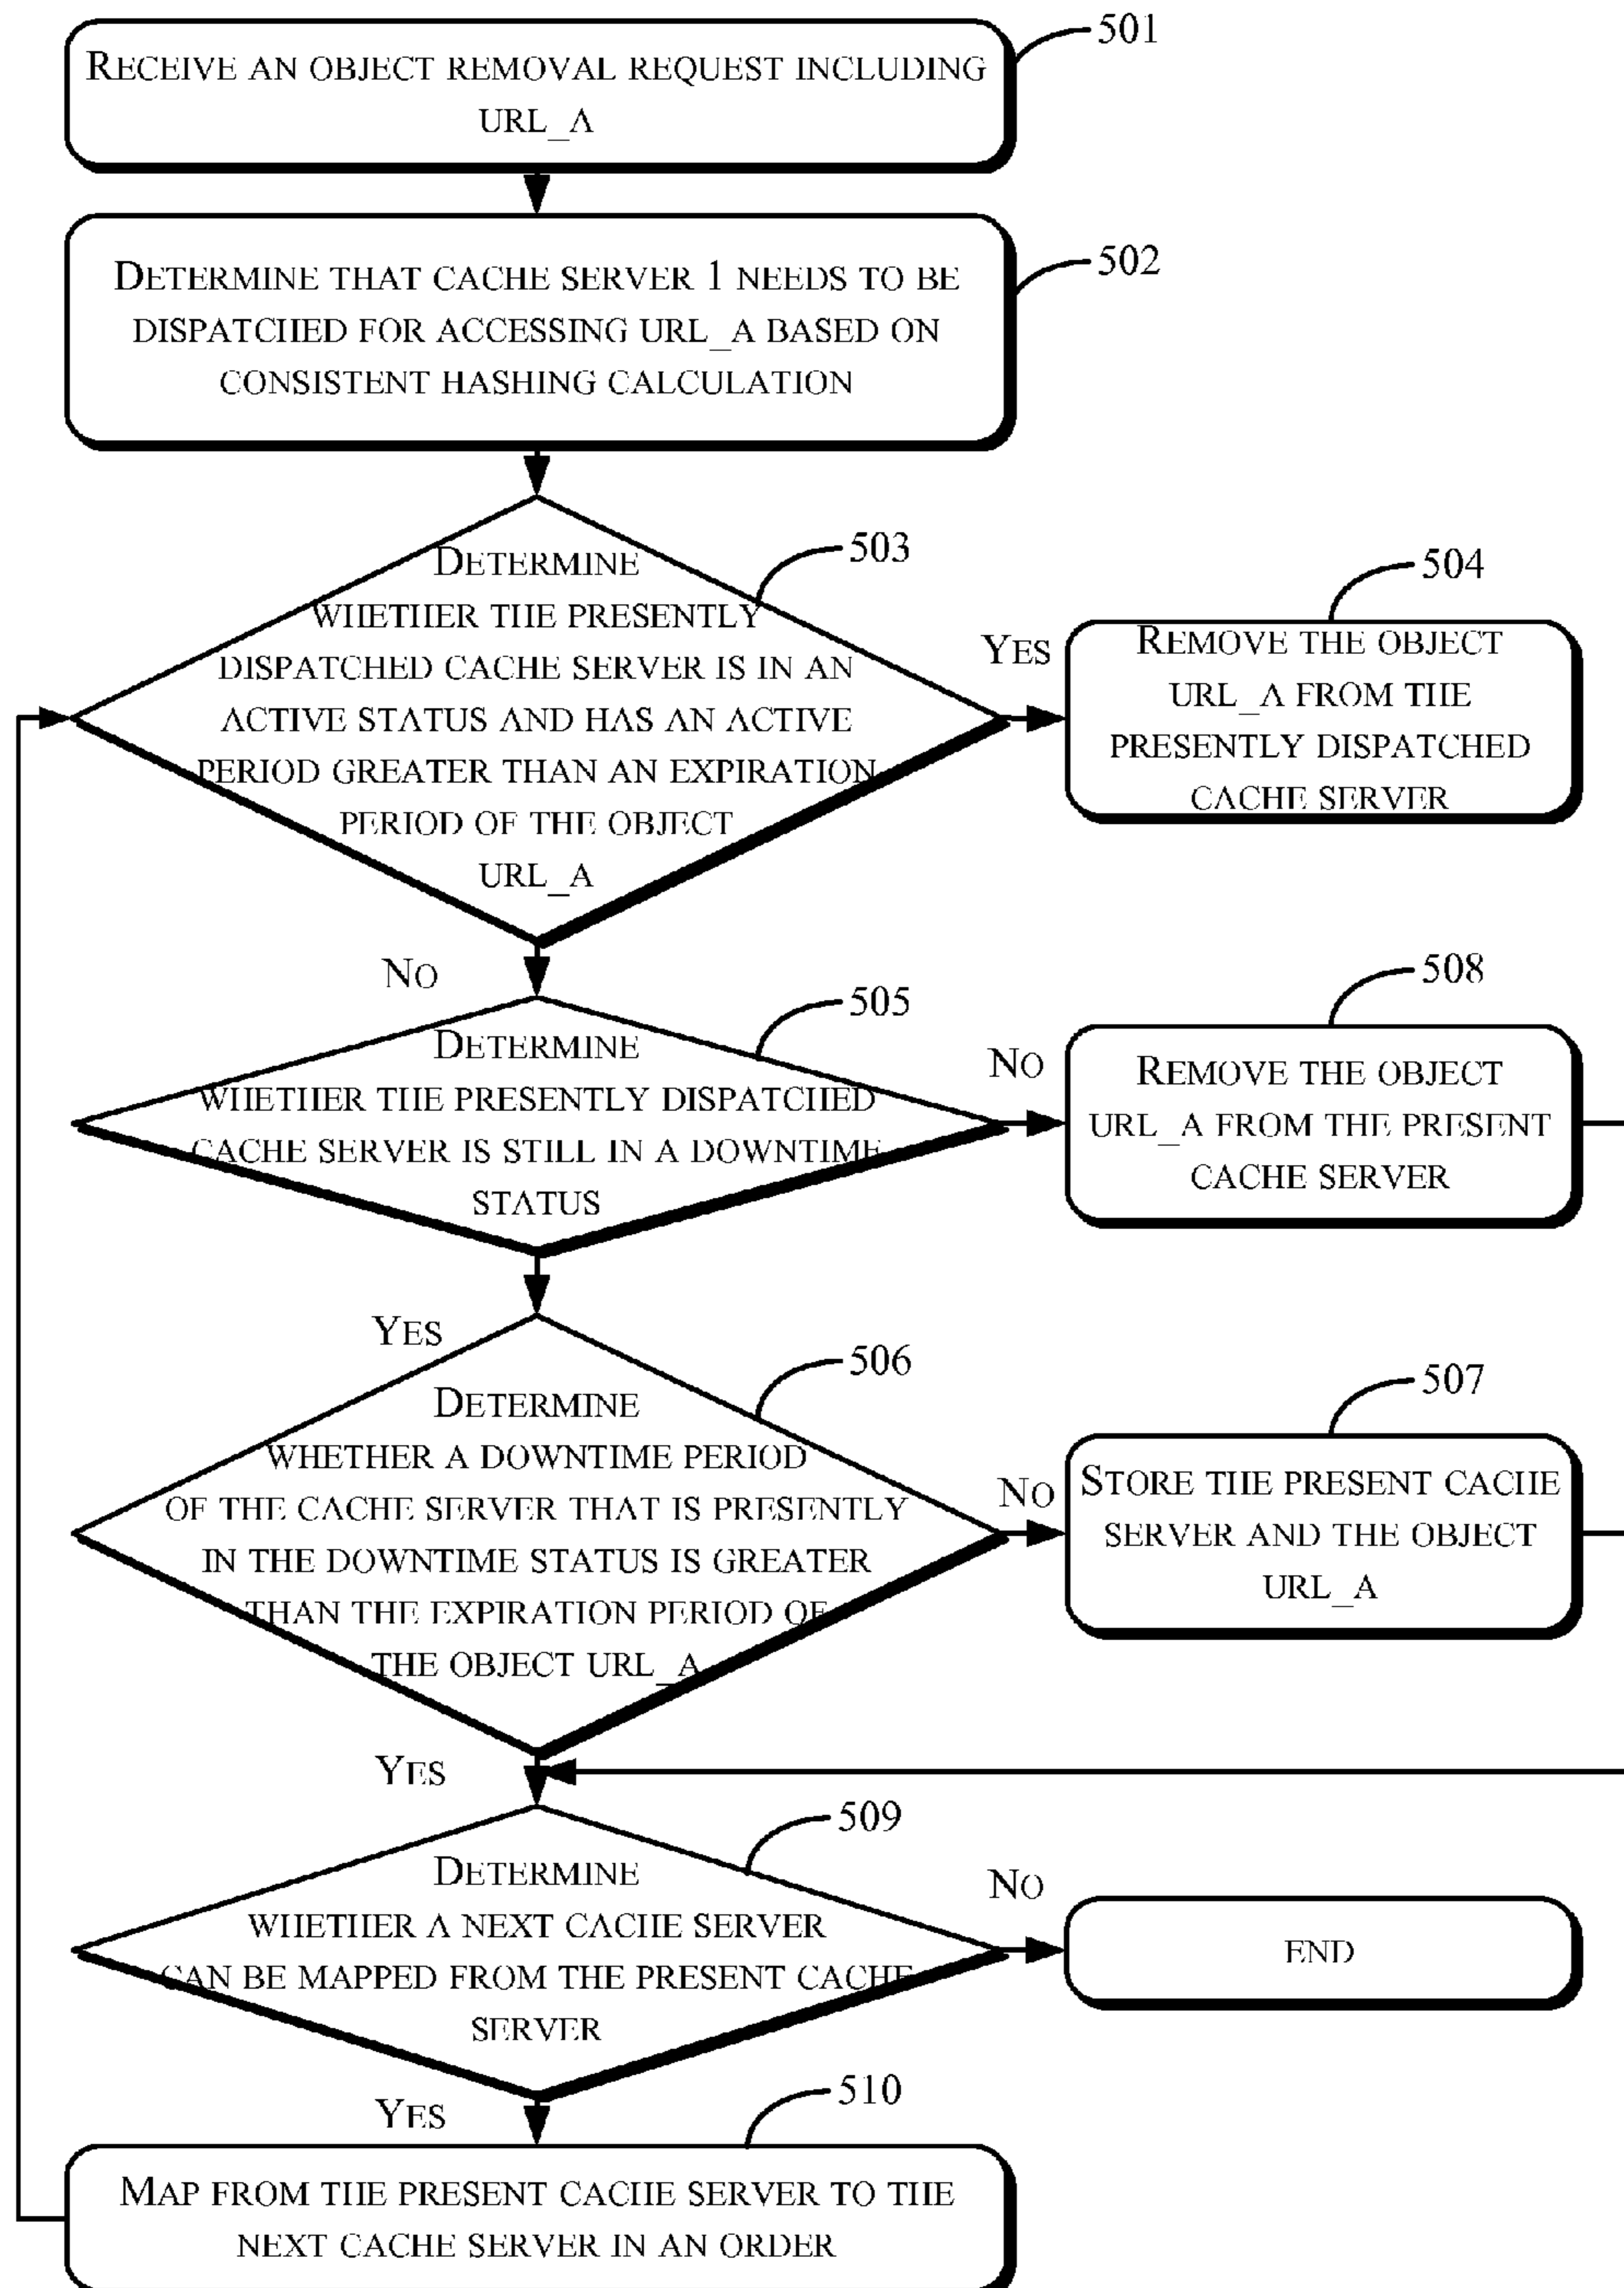 RECEIVE AN OBJECT REMOVAL REQUEST INCLUDING
URL_A
501
DETERMINE THAT CACHE SERVER 1 NEEDS TO BE
DISPATCHED FOR ACCESSING URL_A BASED ON
CONSISTENT HASHING CALCULATION
502
DETERMINE
WHETHER THE PRESENTLY
DISPATCHED CACHE SERVER IS IN AN
ACTIVE STATUS AND HAS AN ACTIVE
PERIOD GREATER THAN AN EXPIRATION
PERIOD OF THE OBJECT
URL_A
503
YES
REMOVE THE OBJECT
URL_A FROM THE
PRESENTLY DISPATCHED
CACHE SERVER
504
NO
DETERMINE
WHETHER THE PRESENTLY DISPATCHED
CACHE SERVER IS STILL IN A DOWNTIME
STATUS
505
NO
REMOVE THE OBJECT
URL_A FROM THE PRESENT
CACHE SERVER
508
YES
DETERMINE
WHETHER A DOWNTIME PERIOD
OF THE CACHE SERVER THAT IS PRESENTLY
IN THE DOWNTIME STATUS IS GREATER
THAN THE EXPIRATION PERIOD OF
THE OBJECT URL_A
506
NO
STORE THE PRESENT CACHE
SERVER AND THE OBJECT
URL_A
507
YES
DETERMINE
WHETHER A NEXT CACHE SERVER
CAN BE MAPPED FROM THE PRESENT CACHE
SERVER
509
NO
END
YES
MAP FROM THE PRESENT CACHE SERVER TO THE
NEXT CACHE SERVER IN AN ORDER
510